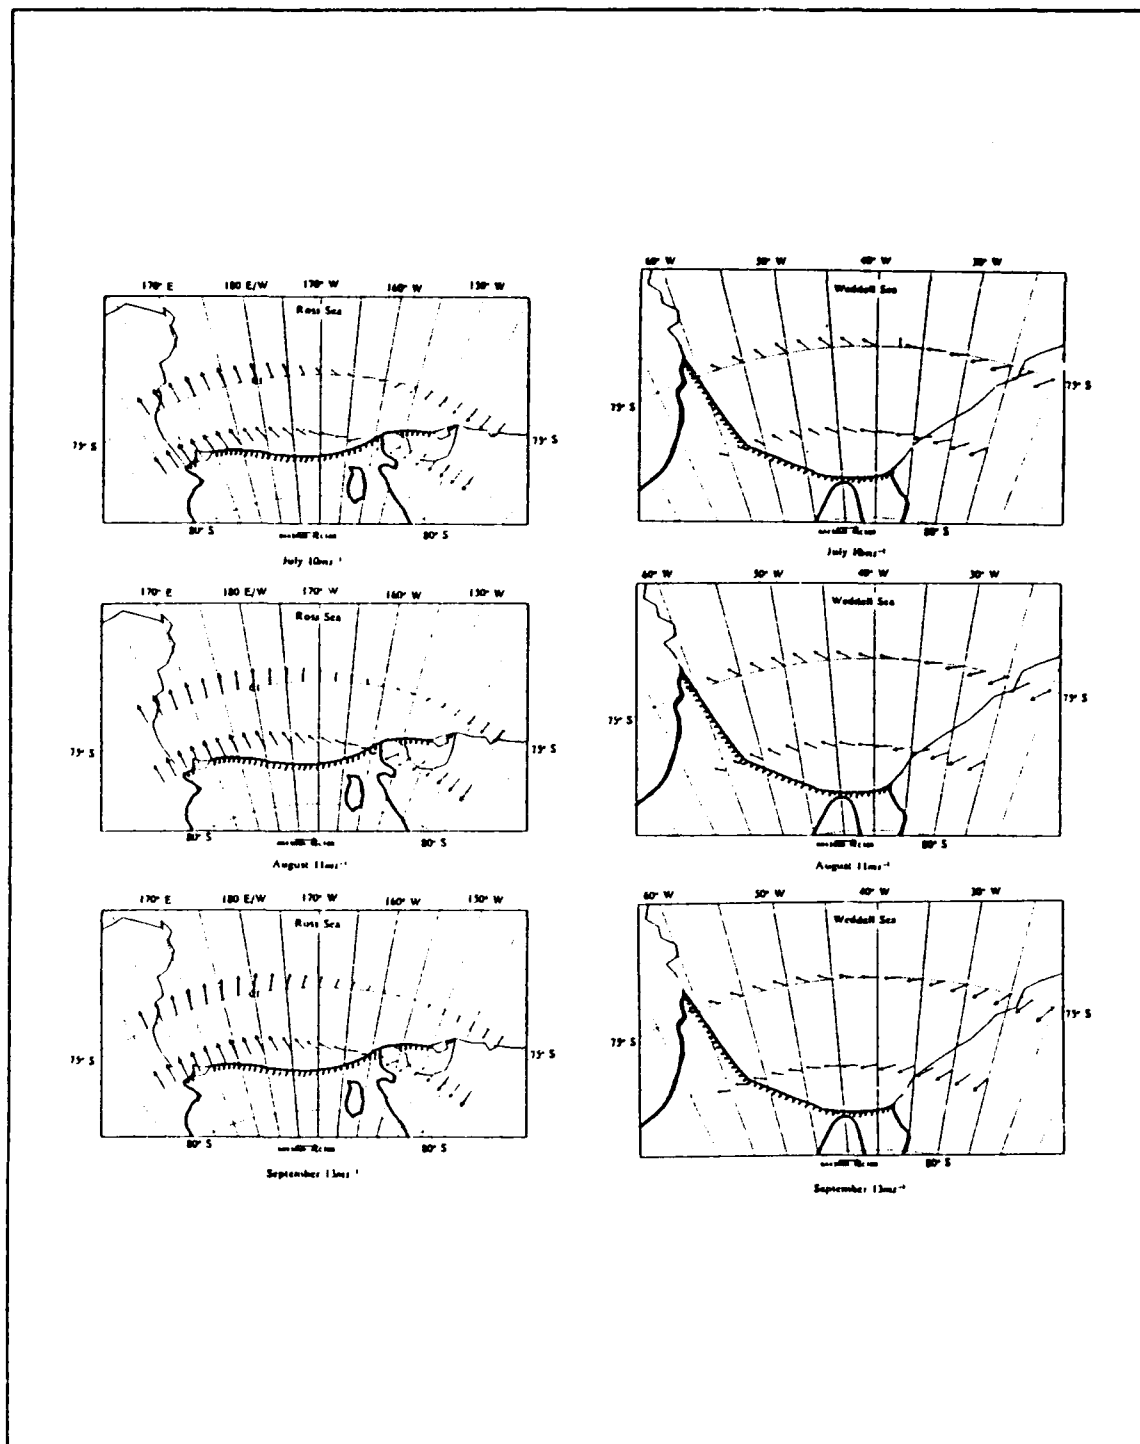 170° E 180 E/W 170° W 160° W 150° W
Ross Sea
75° S 75° S
80° S 80° S
July 10ms⁻¹
60° W 50° W 40° W 30° W
Weddell Sea
75° S 75° S
80° S
July 10ms⁻¹
170° E 180 E/W 170° W 160° W 150° W
Ross Sea
75° S 75° S
80° S 80° S
August 11ms⁻¹
60° W 50° W 40° W 30° W
Weddell Sea
75° S 75° S
80° S
August 11ms⁻¹
170° E 180 E/W 170° W 160° W 150° W
Ross Sea
75° S 75° S
80° S 80° S
September 13ms⁻¹
60° W 50° W 40° W 30° W
Weddell Sea
75° S 75° S
80° S
September 13ms⁻¹